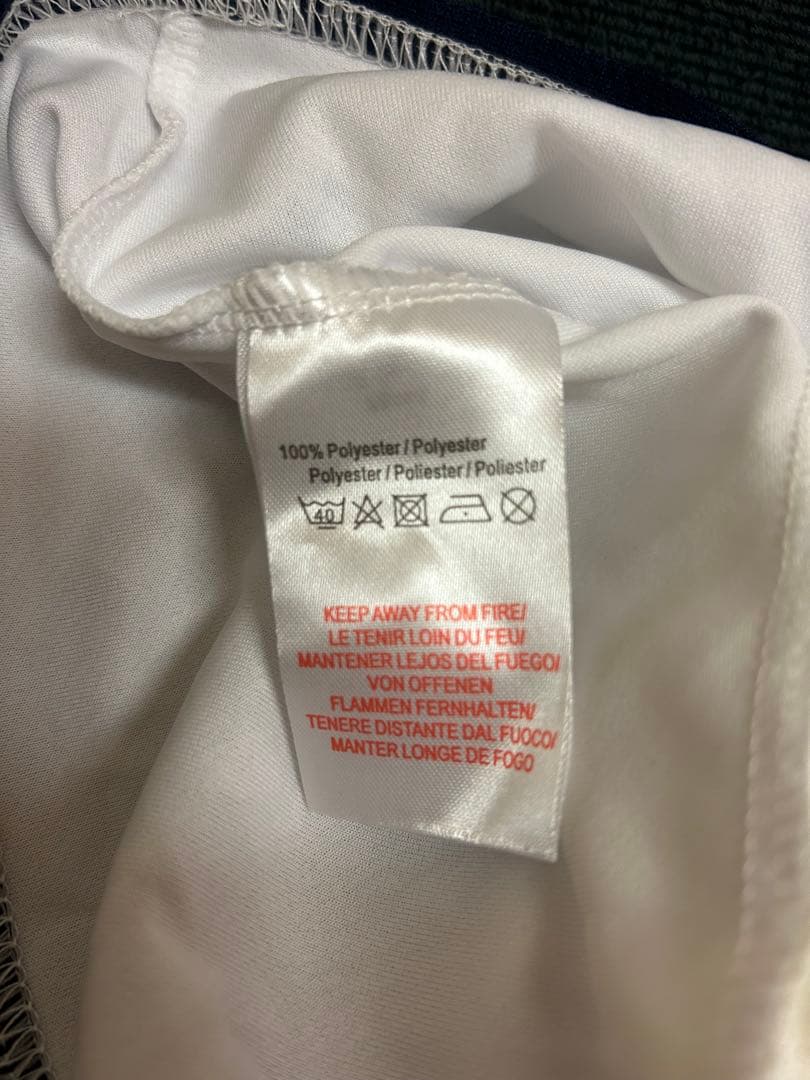 100% Polyester / Polyester
Polyester / Poliester / Poliester
40
KEEP AWAY FROM FIRE/
LE TENIR LOIN DU FEU/
MANTENER LEJOS DEL FUEGO/
VON OFFENEN
FLAMMEN FERNHALTEN/
TENERE DISTANTE DAL FUOCO/
MANTER LONGE DE FOGO